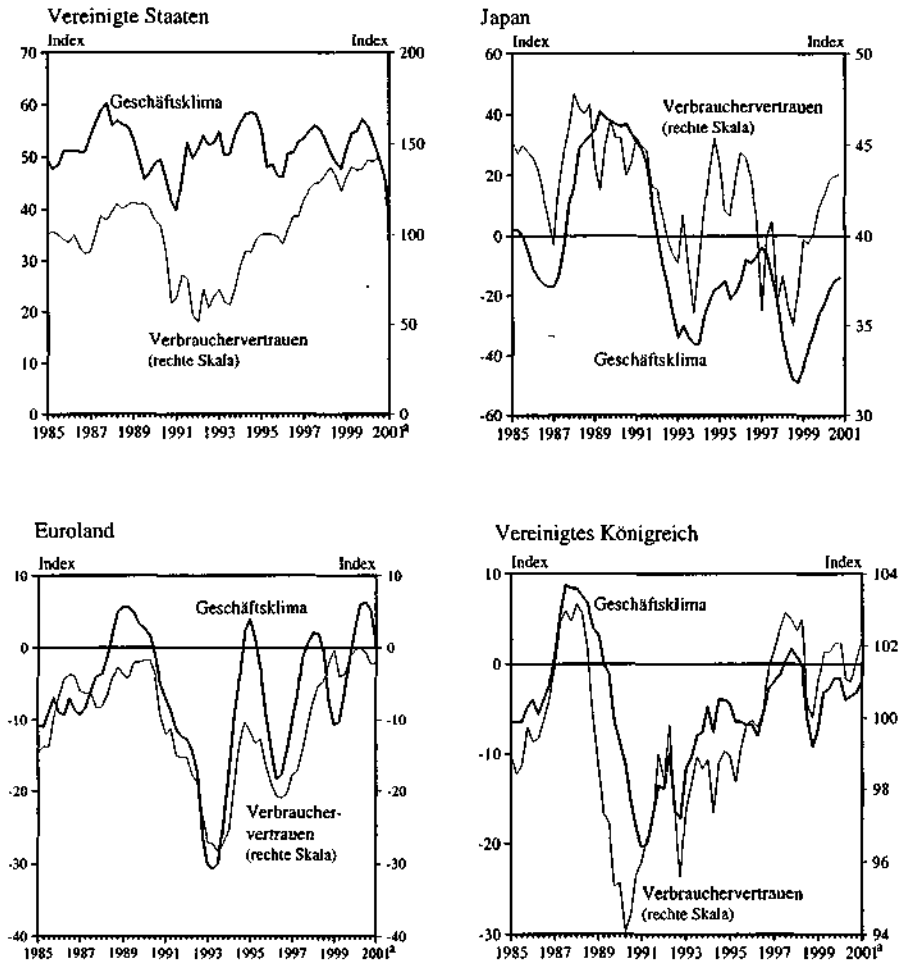 Vereinigte Staaten
Index Index
70 200
60
Geschäftsklima
150
50
40
100
30
20
50
Verbrauchervertrauen
(rechte Skala)
10
0 0
1985 1987 1989 1991 1993 1995 1997 1999 2001ª
Japan
Index Index
60 50
40
Verbrauchervertrauen
(rechte Skala)
45
20
0 40
-20
35
-40
Geschäftsklima
-60 30
1985 1987 1989 1991 1993 1995 1997 1999 2001
Euroland
Index Index
10 10
Geschäftsklima
0 0
-10 -10
-20 -20
Verbraucher-
vertrauen
(rechte Skala)
-30 -30
-40 -40
1985 1987 1989 1991 1993 1995 1997 1999 2001ª
Vereinigtes Königreich
Index Index
10 104
Geschäftsklima
102
0
100
-10
98
-20
96
Verbrauchervertrauen
(rechte Skala)
-30 94
1985 1987 1989 1991 1993 1995 1997 1999 2001ª